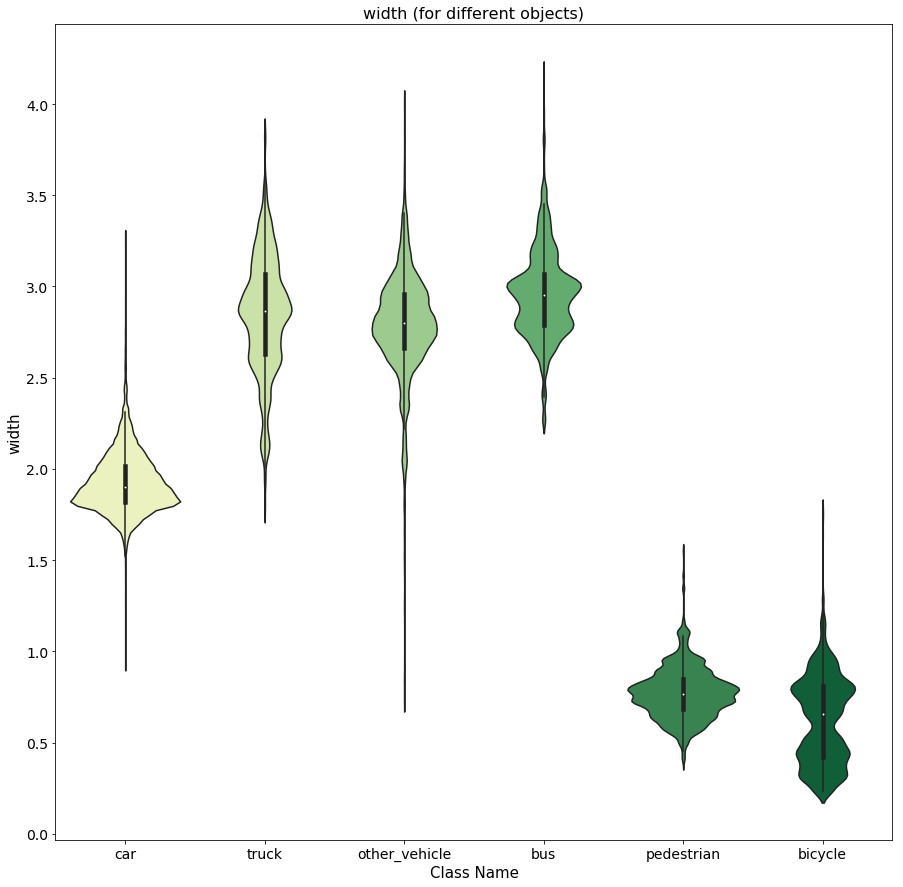 width (for different objects)
4.0
3.5
3.0
2.5
2.0
1.5
1.0
0.5
0.0
width
car truck other_vehicle bus pedestrian bicycle
Class Name